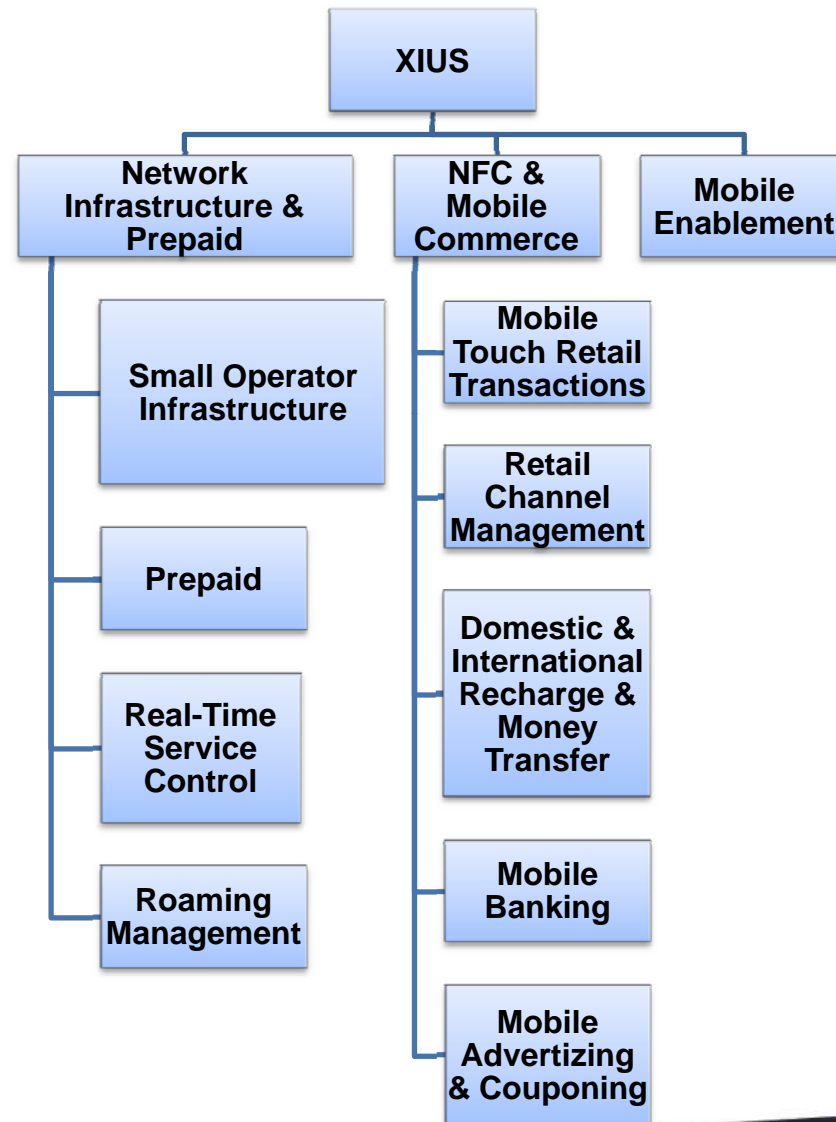 XIUS
Network
Infrastructure &
Prepaid
NFC &
Mobile
Commerce
Mobile
Enablement
Small Operator
Infrastructure
Prepaid
Real-Time
Service
Control
Roaming
Management
Mobile
Touch Retail
Transactions
Retail
Channel
Management
Domestic &
International
Recharge &
Money
Transfer
Mobile
Banking
Mobile
Advertizing
& Couponing